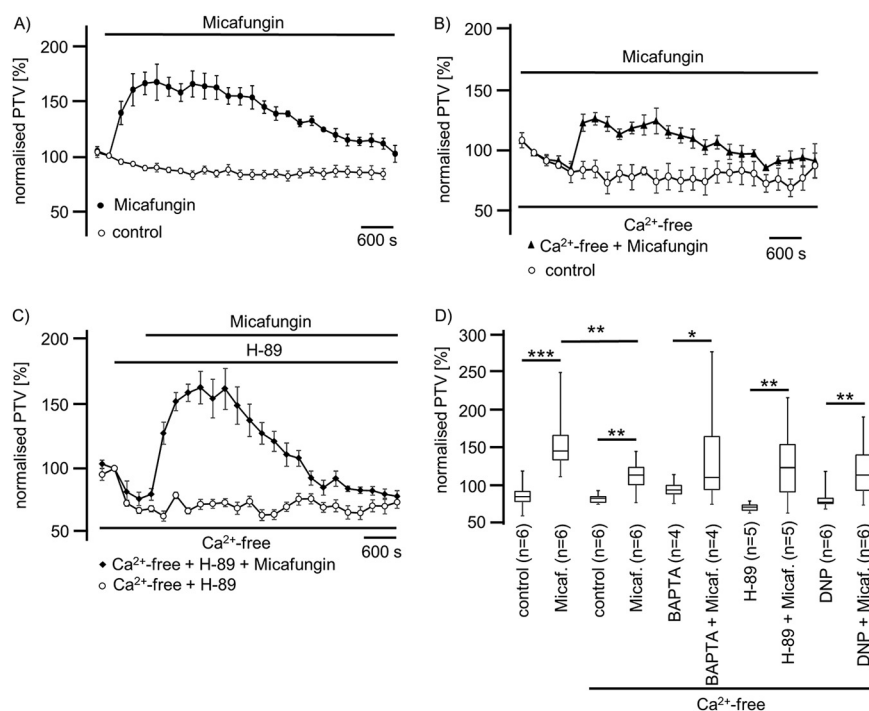 A)
Micafungin
normalised PTV [%]
200
150
100
50
Micafungin
control
600 s
B)
Micafungin
normalised PTV [%]
200
150
100
50
Ca²⁺-free
Ca²⁺-free + Micafungin
control
600 s
C)
Micafungin
H-89
normalised PTV [%]
200
150
100
50
Ca²⁺-free
Ca²⁺-free + H-89 + Micafungin
Ca²⁺-free + H-89
600 s
D)
normalised PTV [%]
300
250
200
150
100
50
***
**
**
*
**
**
control (n=6)
Micaf. (n=6)
control (n=6)
Micaf. (n=6)
BAPTA (n=4)
BAPTA + Micaf. (n=4)
H-89 (n=5)
H-89 + Micaf. (n=5)
DNP (n=6)
DNP + Micaf. (n=6)
Ca²⁺-free